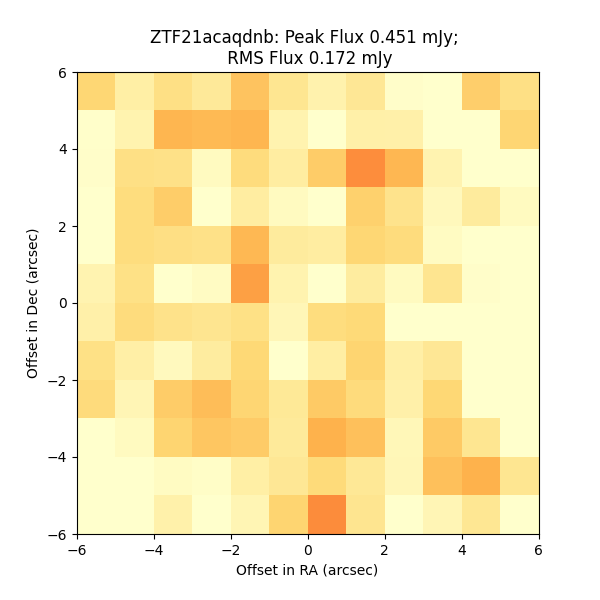 ZTF21acaqdnb: Peak Flux 0.451 mJy;
RMS Flux 0.172 mJy
6
4
2
0
−2
−4
−6
Offset in Dec (arcsec)
−6 −4 −2 0 2 4 6
Offset in RA (arcsec)